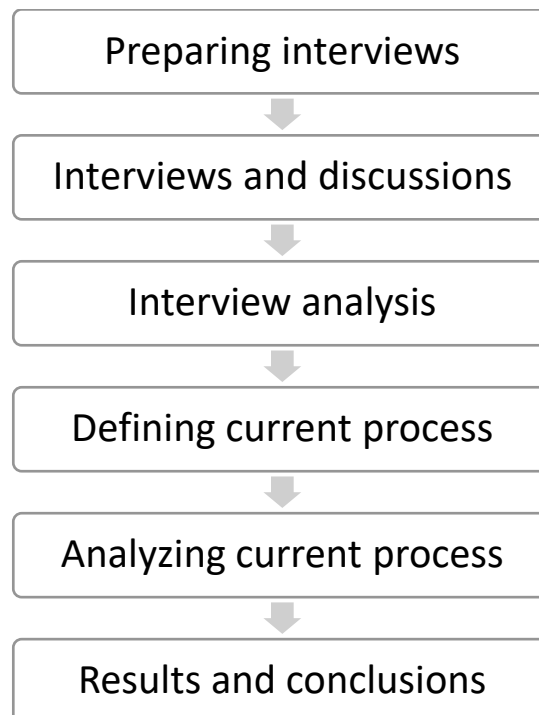 Preparing interviews
Interviews and discussions
Interview analysis
Defining current process
Analyzing current process
Results and conclusions